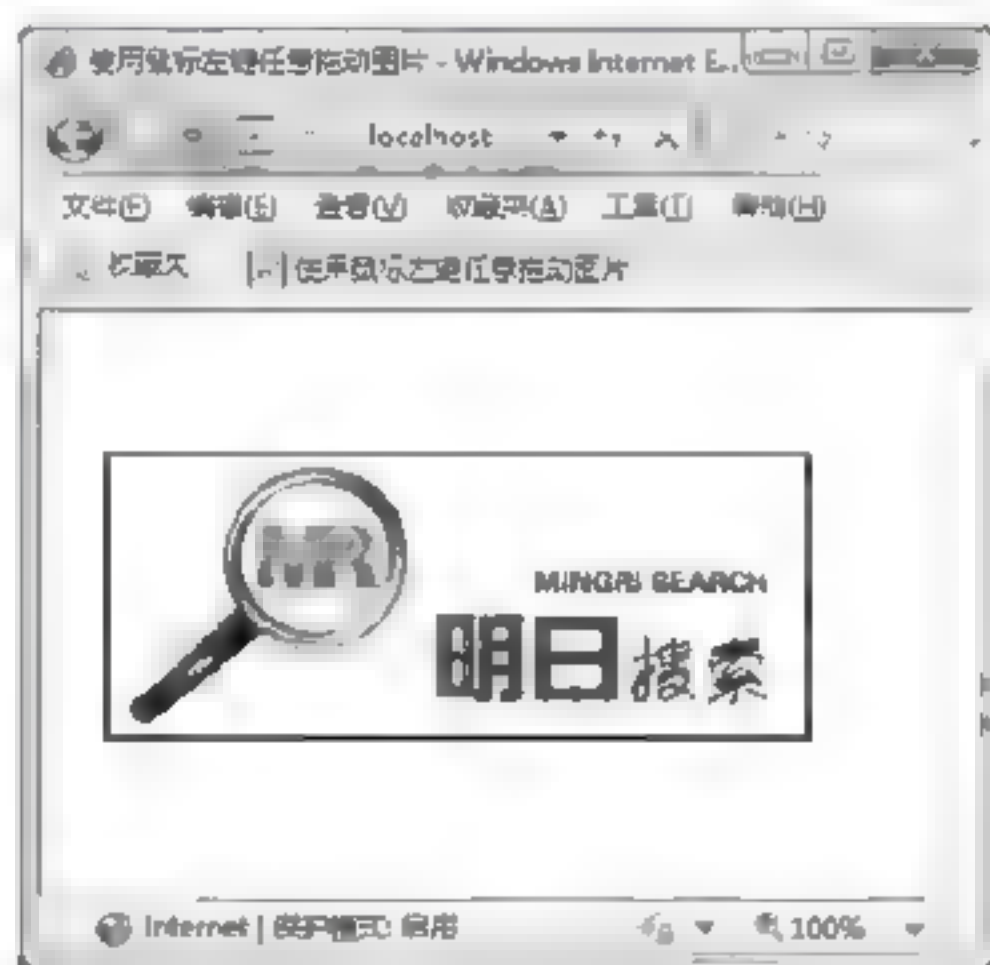 使用鼠标左键任意拖动图片 - Windows Internet E...
localhost
文件(F) 编辑(E) 查看(V) 收藏夹(A) 工具(T) 帮助(H)
收藏夹 使用鼠标左键任意拖动图片
MR
MINGRI SEARCH
明日搜索
Internet | 保护模式: 启用 100%